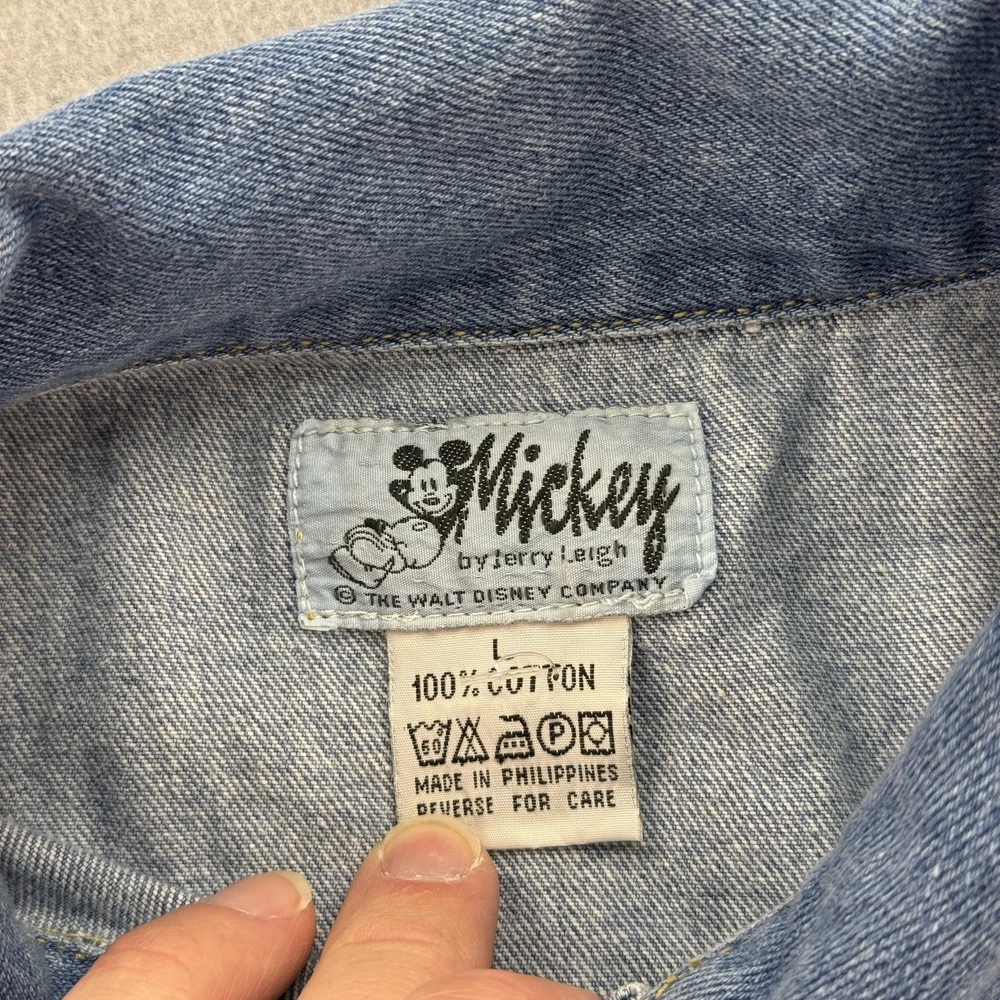 Mickey
by Jerry Leigh
© THE WALT DISNEY COMPANY
L
100% COTTON
60 P
MADE IN PHILIPPINES
REVERSE FOR CARE